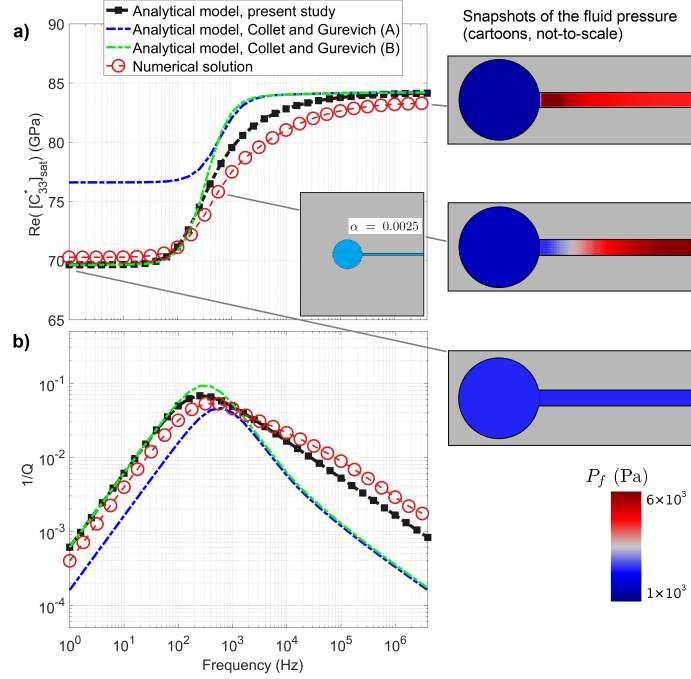 Analytical model, present study
Analytical model, Collet and Gurevich (A)
Analytical model, Collet and Gurevich (B)
Numerical solution
Snapshots of the fluid pressure
(cartoons, not-to-scale)
a)
90
85
80
75
70
65
Re( [C*33]sat) (GPa)
α = 0.0025
b)
10^-1
10^-2
10^-3
10^-4
1/Q
10^0 10^1 10^2 10^3 10^4 10^5 10^6
Frequency (Hz)
P_f (Pa)
6×10^3
1×10^3